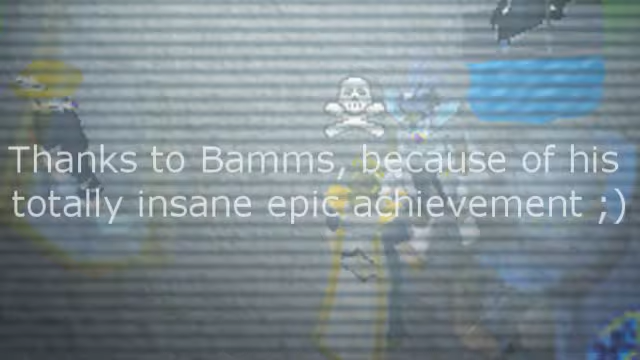 Thanks to Bamms, because of his
totally insane epic achievement ;)